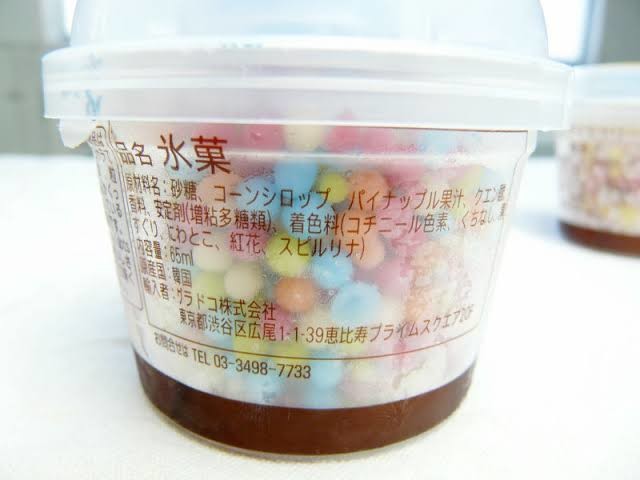 品名 氷菓
原材料名：砂糖、コーンシロップ、パイナップル果汁、クエン酸、
香料、安定剤(増粘多糖類)、着色料(コチニール色素、くちなし、
すぐり、にわとこ、紅花、スピルリナ)
内容量：65ml
原産国：韓国
輸入者：グラドコ株式会社
東京都渋谷区広尾1-1-39恵比寿プライムスクエア20F
お問合せは TEL 03-3498-7733